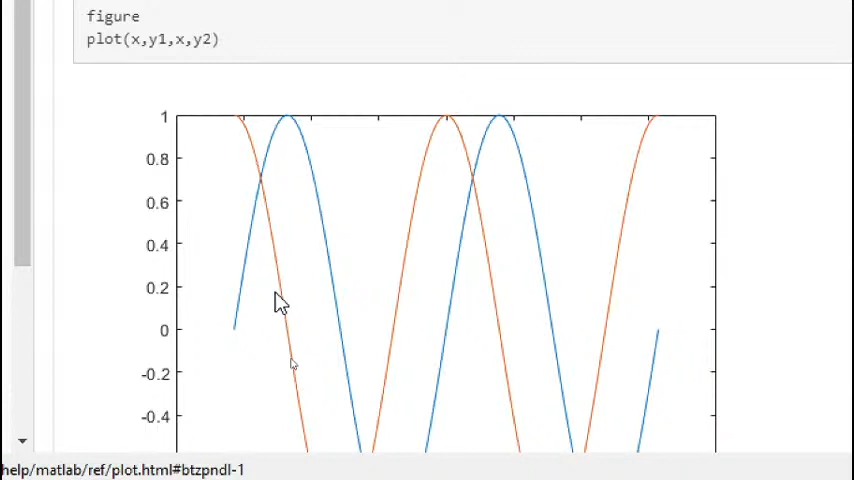 figure
plot(x,y1,x,y2)
1
0.8
0.6
0.4
0.2
0
-0.2
-0.4
help/matlab/ref/plot.html#btzpndl-1